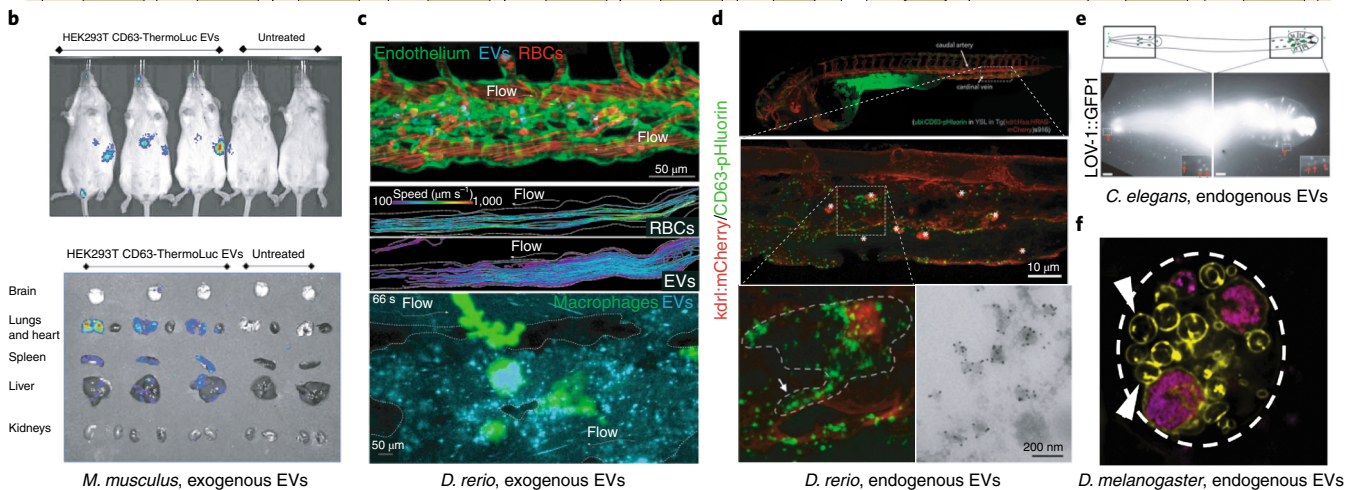 b
HEK293T CD63-ThermoLuc EVs
Untreated
HEK293T CD63-ThermoLuc EVs
Untreated
Brain
Lungs
and heart
Spleen
Liver
Kidneys
M. musculus, exogenous EVs
c
Endothelium EVs RBCs
Flow
Flow
50 μm
Speed (μm s⁻¹)
100
1,000
Flow
RBCs
Flow
EVs
66 s
Flow
Macrophages EVs
Flow
50 μm
D. rerio, exogenous EVs
d
kdrl:mCherry/CD63-pHluorin
caudal artery
cardinal vein
10 μm
200 nm
D. rerio, endogenous EVs
e
LOV-1::GFP1
C. elegans, endogenous EVs
f
D. melanogaster, endogenous EVs